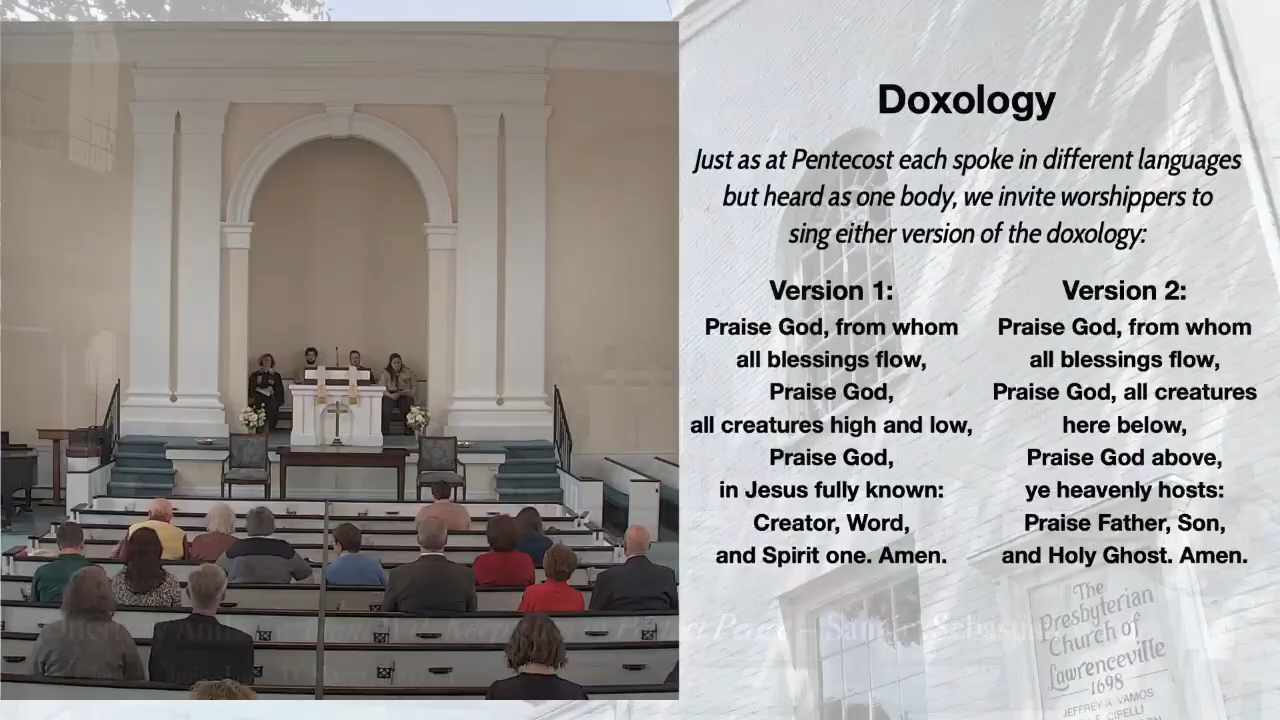 Doxology
Just as at Pentecost each spoke in different languages
but heard as one body, we invite worshippers to
sing either version of the doxology:
Version 1:
Praise God, from whom
all blessings flow,
Praise God,
all creatures high and low,
Praise God,
in Jesus fully known:
Creator, Word,
and Spirit one. Amen.
Version 2:
Praise God, from whom
all blessings flow,
Praise God, all creatures
here below,
Praise God above,
ye heavenly hosts:
Praise Father, Son,
and Holy Ghost. Amen.
The
Presbyterian
Church of
Lawrenceville
1698
JEFFREY A VAMOS
CIFELLI